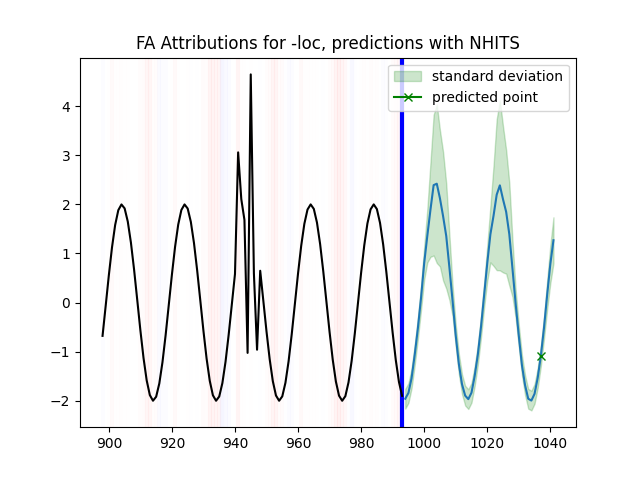 FA Attributions for -loc, predictions with NHITS
standard deviation
predicted point
4
3
2
1
0
−1
−2
900 920 940 960 980 1000 1020 1040